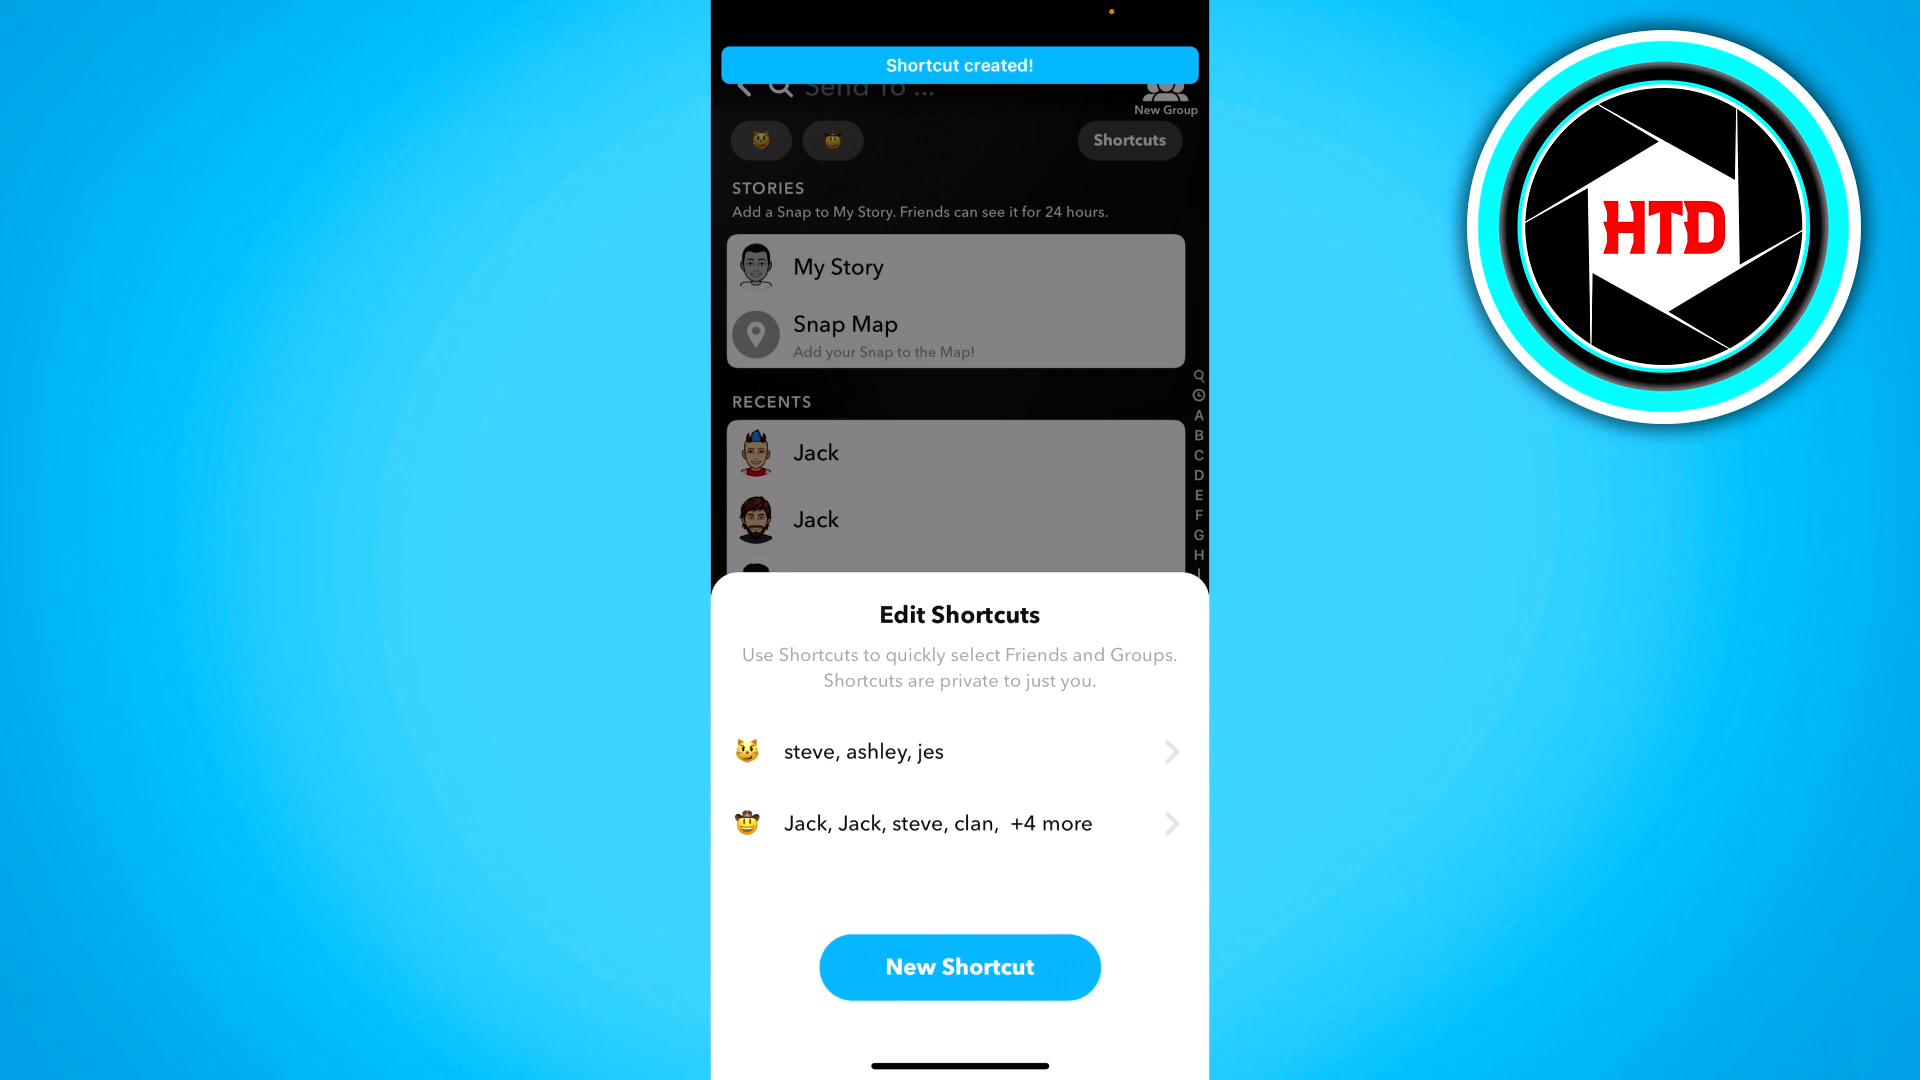 Shortcut created!
Send To ...
New Group
Shortcuts
STORIES
Add a Snap to My Story. Friends can see it for 24 hours.
My Story
Snap Map
Add your Snap to the Map!
RECENTS
Jack
Jack
A
B
C
D
E
F
G
H
I
Edit Shortcuts
Use Shortcuts to quickly select Friends and Groups.
Shortcuts are private to just you.
steve, ashley, jes
Jack, Jack, steve, clan, +4 more
New Shortcut
HTD